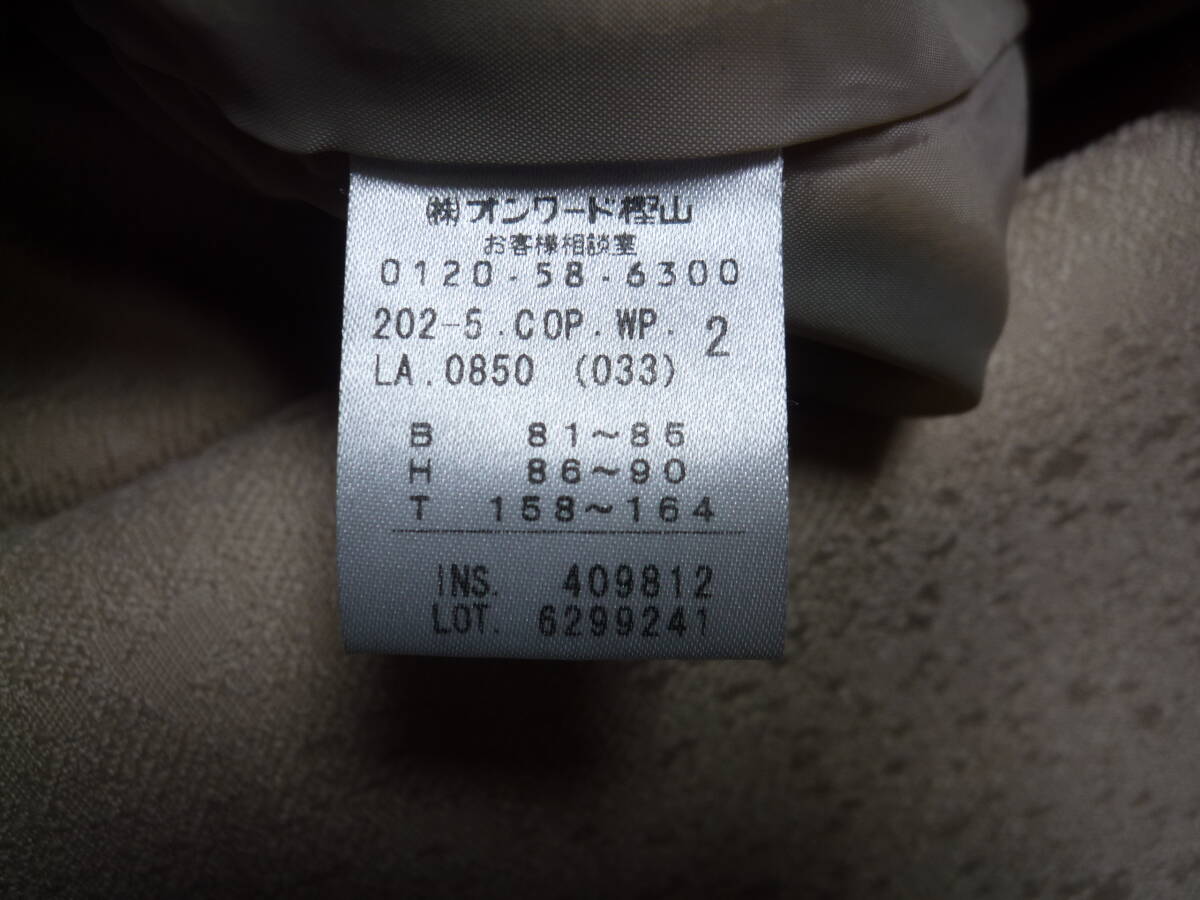 ㈱オンワード樫山
お客様相談室
0120・58・6300
202-5.COP.WP. 2
LA.0850 (033)
B 81～85
H 86～90
T 158～164
INS. 409812
LOT. 6299241